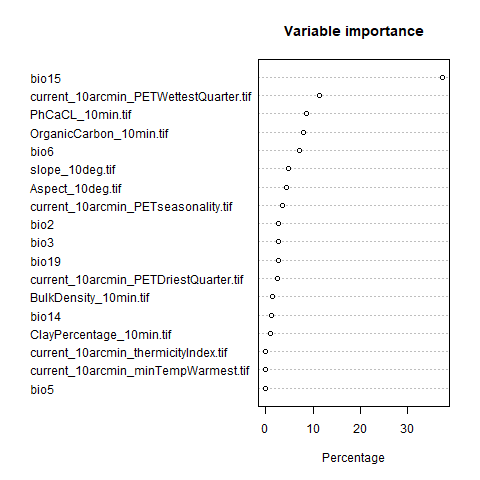 Variable importance
bio15
current_10arcmin_PETWettestQuarter.tif
PhCaCL_10min.tif
OrganicCarbon_10min.tif
bio6
slope_10deg.tif
Aspect_10deg.tif
current_10arcmin_PETseasonality.tif
bio2
bio3
bio19
current_10arcmin_PETDriestQuarter.tif
BulkDensity_10min.tif
bio14
ClayPercentage_10min.tif
current_10arcmin_thermicityIndex.tif
current_10arcmin_minTempWarmest.tif
bio5
0 10 20 30
Percentage